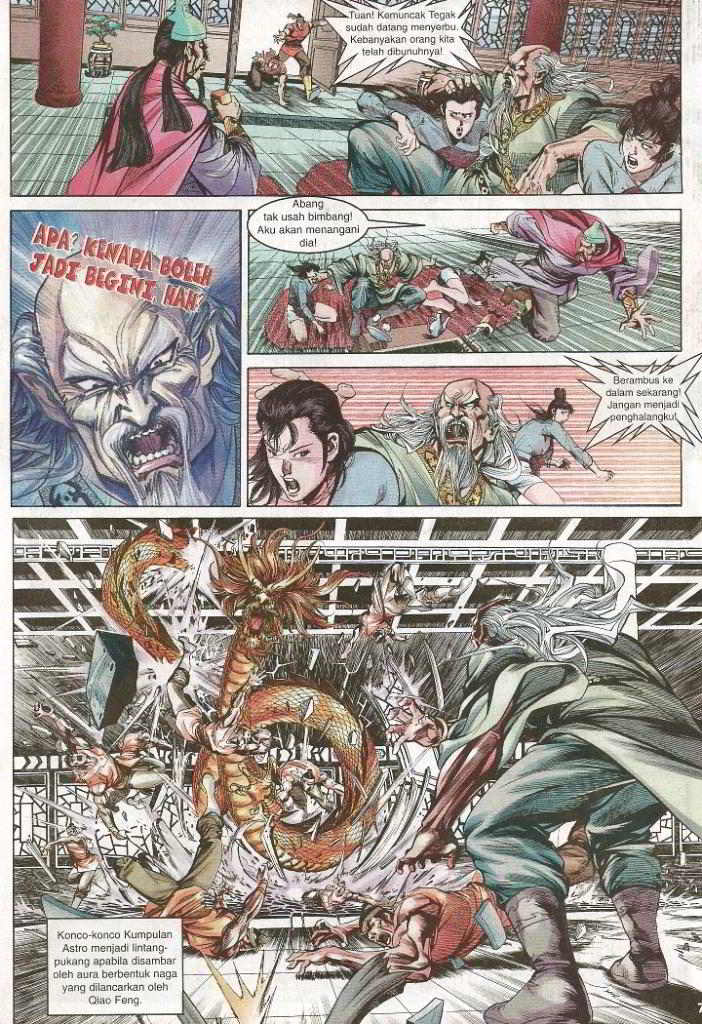 Tuan! Kemuncak Tegak
sudah datang menyerbu.
Kebanyakan orang kita
telah dibunuhnya!
APA? KENAPA BOLEH
JADI BEGINI, HAH?
Abang
tak usah bimbang!
Aku akan menangani
dia!
Berambus ke
dalam sekarang!
Jangan menjadi
penghalangku!
Konco-konco Kumpulan
Astro menjadi lintang-
pukang apabila disambar
oleh aura berbentuk naga
yang dilancarkan oleh
Qiao Feng.
7